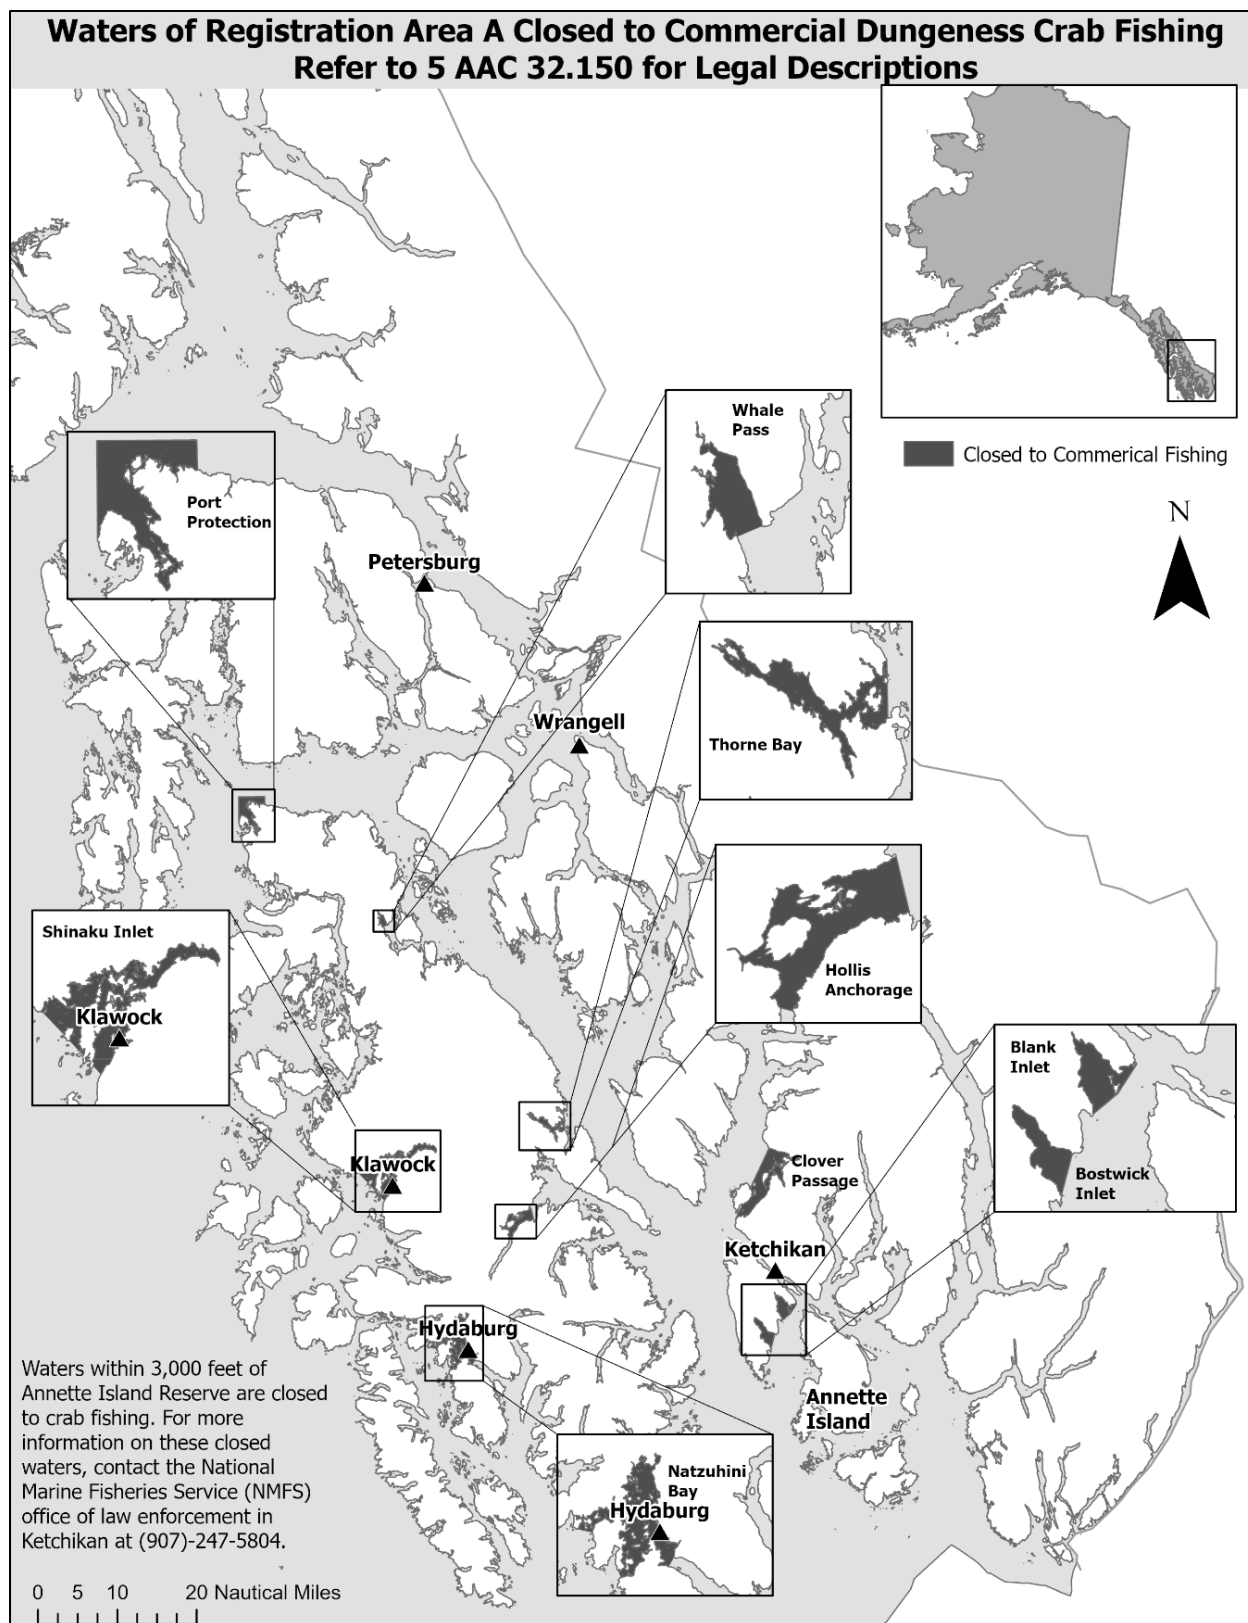 Waters of Registration Area A Closed to Commercial Dungeness Crab Fishing
Refer to 5 AAC 32.150 for Legal Descriptions
Closed to Commerical Fishing
N
Whale
Pass
Port
Protection
Petersburg
Wrangell
Thorne Bay
Hollis
Anchorage
Shinaku Inlet
Klawock
Blank
Inlet
Bostwick
Inlet
Klawock
Clover
Passage
Ketchikan
Hydaburg
Annette
Island
Natzuhini
Bay
Hydaburg
Waters within 3,000 feet of
Annette Island Reserve are closed
to crab fishing. For more
information on these closed
waters, contact the National
Marine Fisheries Service (NMFS)
office of law enforcement in
Ketchikan at (907)-247-5804.
0 5 10 20 Nautical Miles